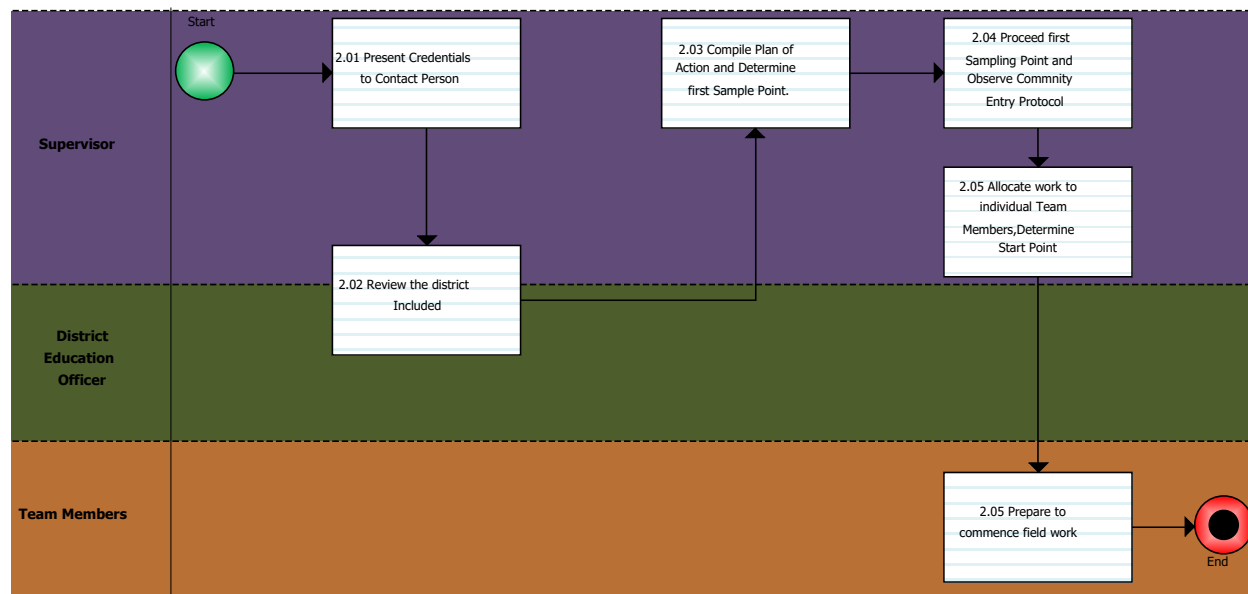 Start
2.01 Present Credentials
to Contact Person
2.03 Compile Plan of
Action and Determine
first Sample Point.
2.04 Proceed first
Sampling Point and
Observe Commnity
Entry Protocol
Supervisor
2.05 Allocate work to
individual Team
Members,Determine
Start Point
2.02 Review the district
Included
District
Education
Officer
Team Members
2.05 Prepare to
commence field work
End